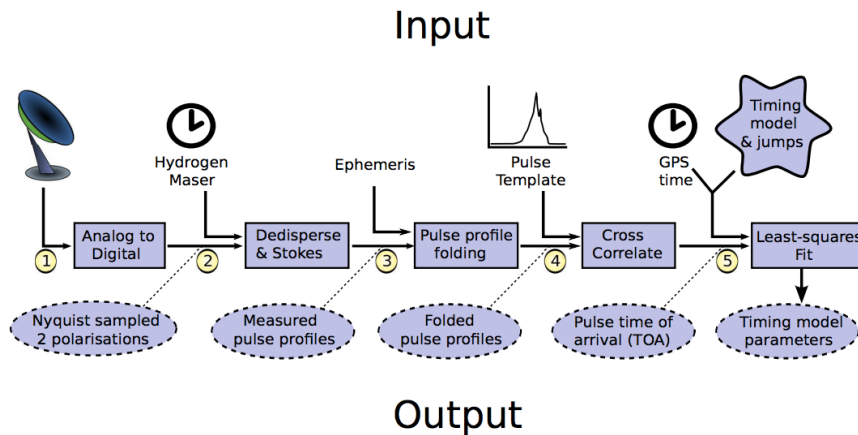 Input
Timing
model
& jumps
Hydrogen
Maser
Ephemeris
Pulse
Template
GPS
time
1
Analog to
Digital
2
Dedisperse
& Stokes
3
Pulse profile
folding
4
Cross
Correlate
5
Least-squares
Fit
Nyquist sampled
2 polarisations
Measured
pulse profiles
Folded
pulse profiles
Pulse time of
arrival (TOA)
Timing model
parameters
Output